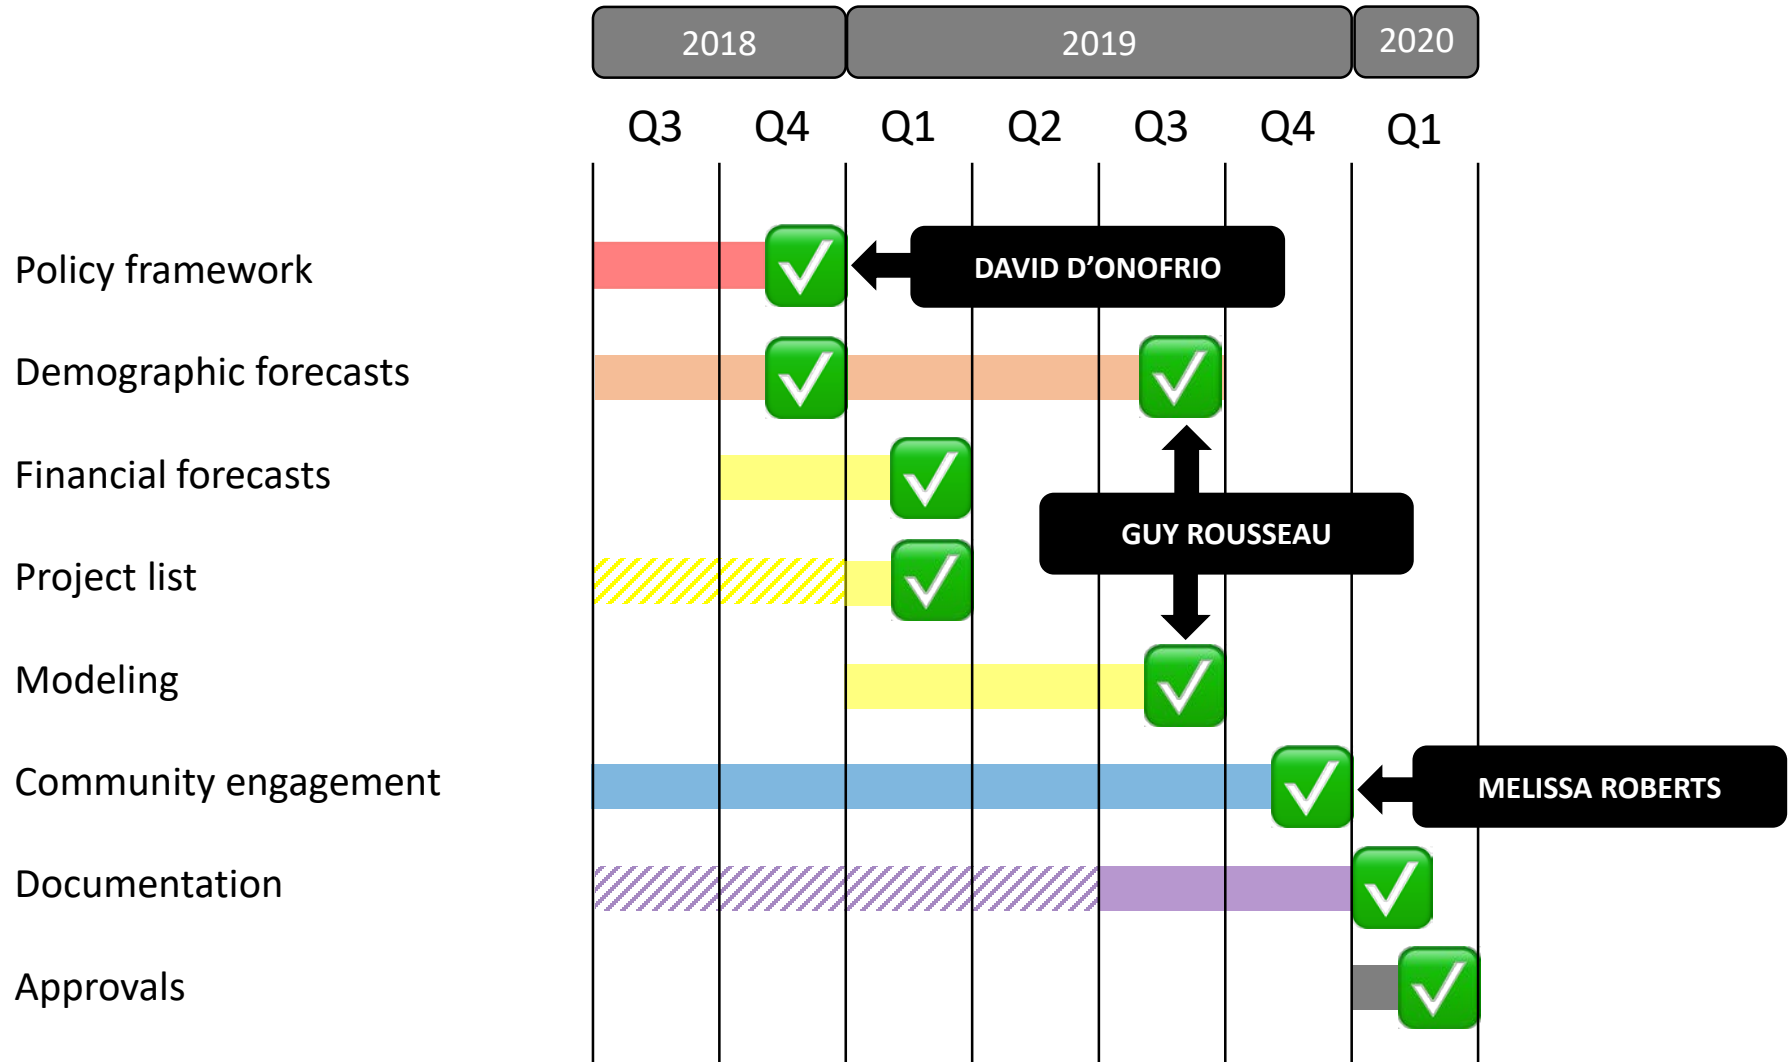 2018 2019 2020
Q3 Q4 Q1 Q2 Q3 Q4 Q1
Policy framework
DAVID D’ONOFRIO
Demographic forecasts
Financial forecasts
GUY ROUSSEAU
Project list
Modeling
Community engagement
MELISSA ROBERTS
Documentation
Approvals